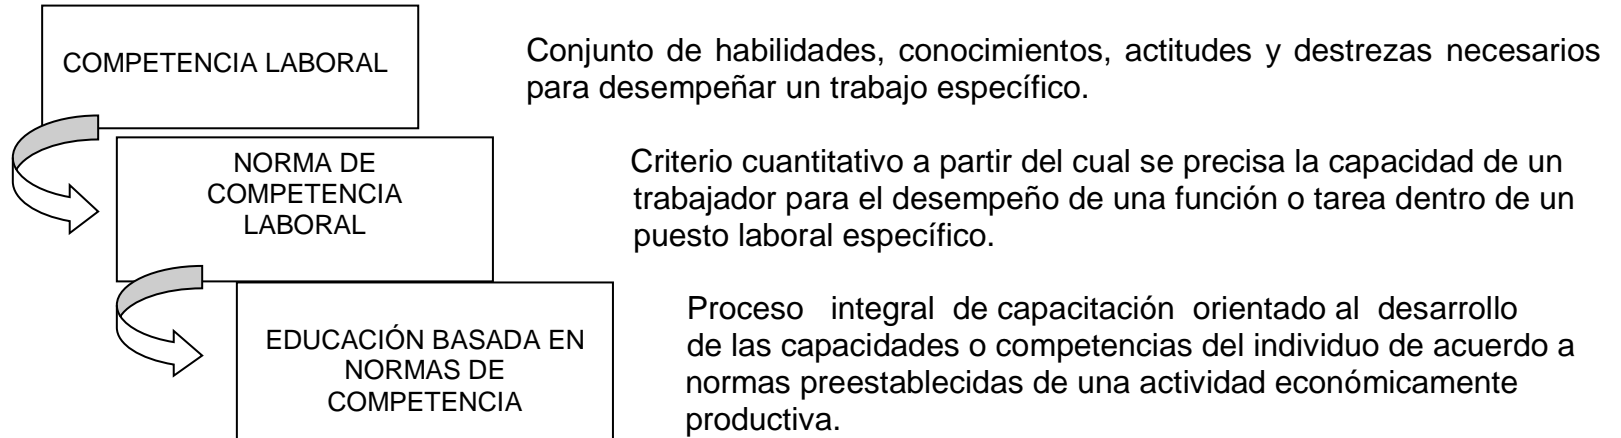 COMPETENCIA LABORAL
Conjunto de habilidades, conocimientos, actitudes y destrezas necesarios
para desempeñar un trabajo específico.
NORMA DE
COMPETENCIA
LABORAL
Criterio cuantitativo a partir del cual se precisa la capacidad de un
trabajador para el desempeño de una función o tarea dentro de un
puesto laboral específico.
EDUCACIÓN BASADA EN
NORMAS DE
COMPETENCIA
Proceso integral de capacitación orientado al desarrollo
de las capacidades o competencias del individuo de acuerdo a
normas preestablecidas de una actividad económicamente
productiva.